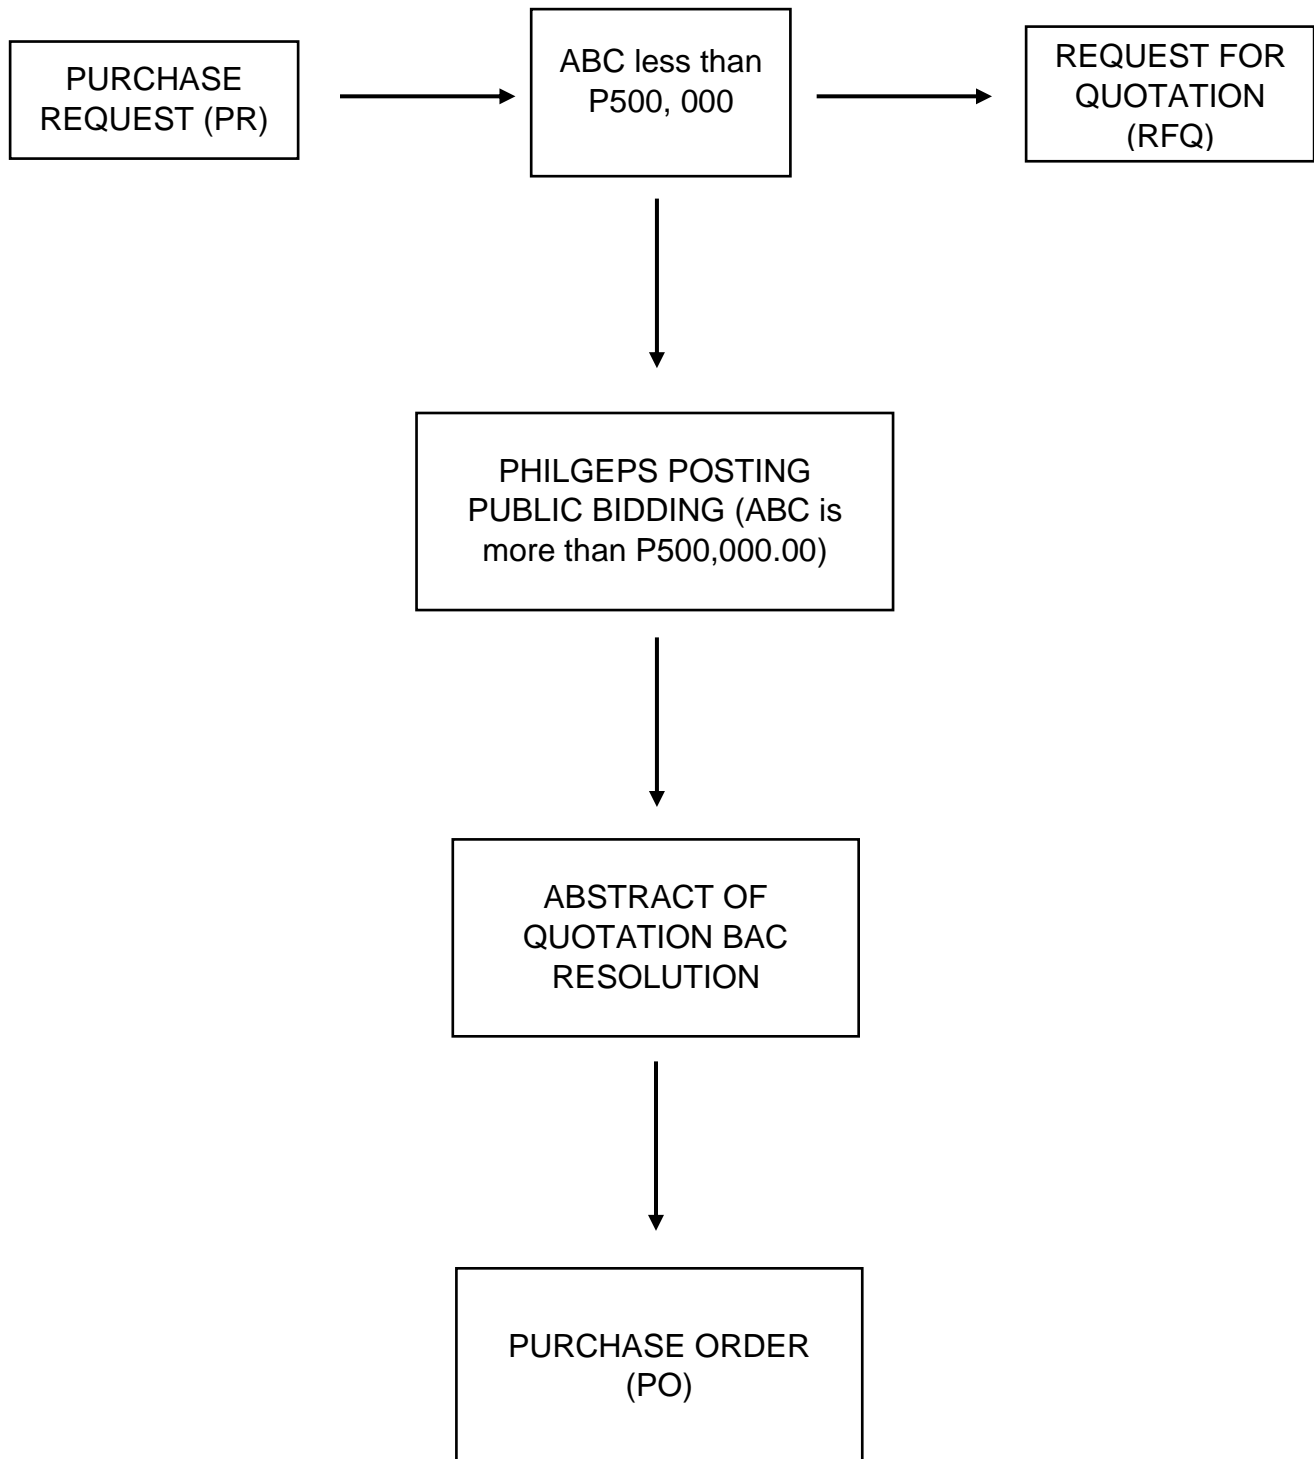 PURCHASE
REQUEST (PR)
ABC less than
P500, 000
REQUEST FOR
QUOTATION
(RFQ)
PHILGEPS POSTING
PUBLIC BIDDING (ABC is
more than P500,000.00)
ABSTRACT OF
QUOTATION BAC
RESOLUTION
PURCHASE ORDER
(PO)